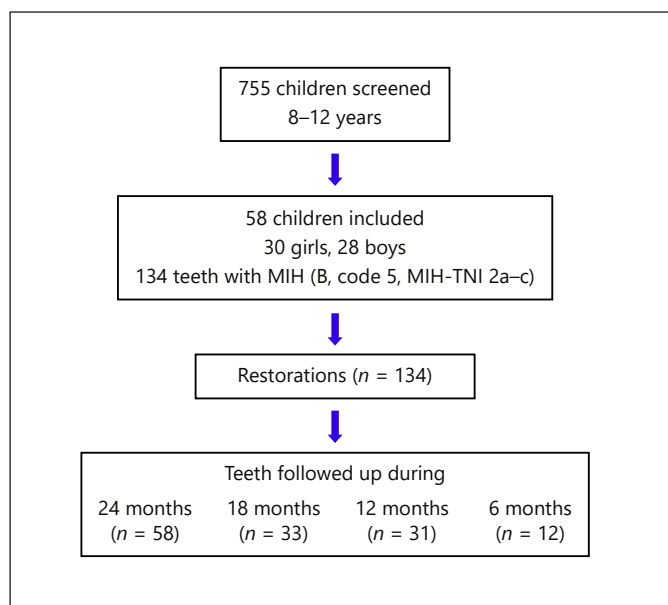 755 children screened
8–12 years
58 children included
30 girls, 28 boys
134 teeth with MIH (B, code 5, MIH-TNI 2a–c)
Restorations (n = 134)
Teeth followed up during
24 months 18 months 12 months 6 months
(n = 58) (n = 33) (n = 31) (n = 12)